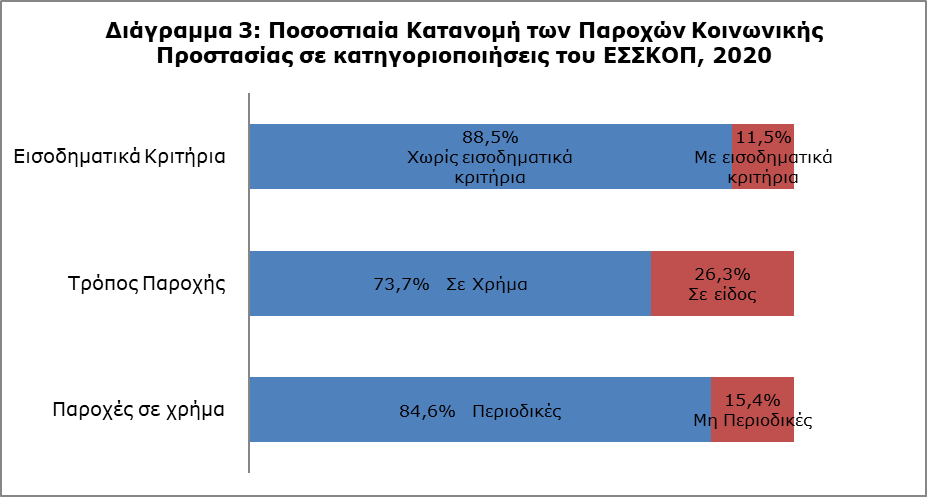 Διάγραμμα 3: Ποσοστιαία Κατανομή των Παροχών Κοινωνικής
Προστασίας σε κατηγοριοποιήσεις του ΕΣΣΚΟΠ, 2020
Εισοδηματικά Κριτήρια
88,5%
Χωρίς εισοδηματικά
κριτήρια
11,5%
Με εισοδηματικά
κριτήρια
Τρόπος Παροχής
73,7% Σε Χρήμα
26,3%
Σε είδος
Παροχές σε χρήμα
84,6% Περιοδικές
15,4%
Μη Περιοδικές